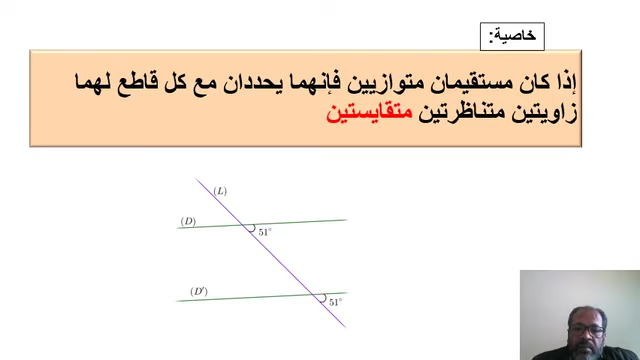 خاصية:
إذا كان مستقيمان متوازيين فإنهما يحددان مع كل قاطع لهما
زاويتين متناظرتين متقايستين
(L)
(D)
51°
(D')
51°